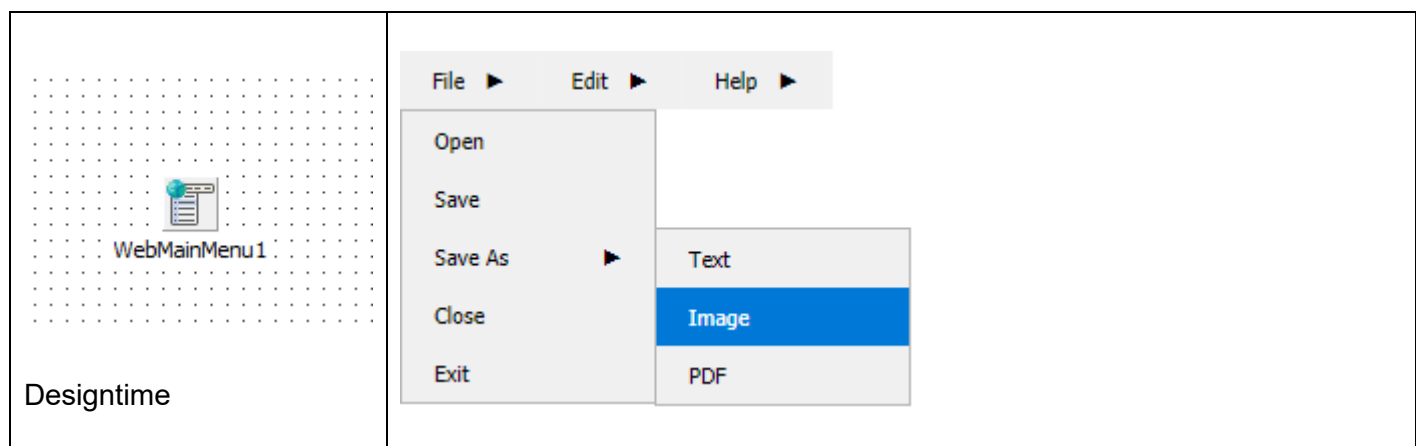 WebMainMenu1
Designtime
File ► Edit ► Help ►
Open
Save
Save As ►
Close
Exit
Text
Image
PDF